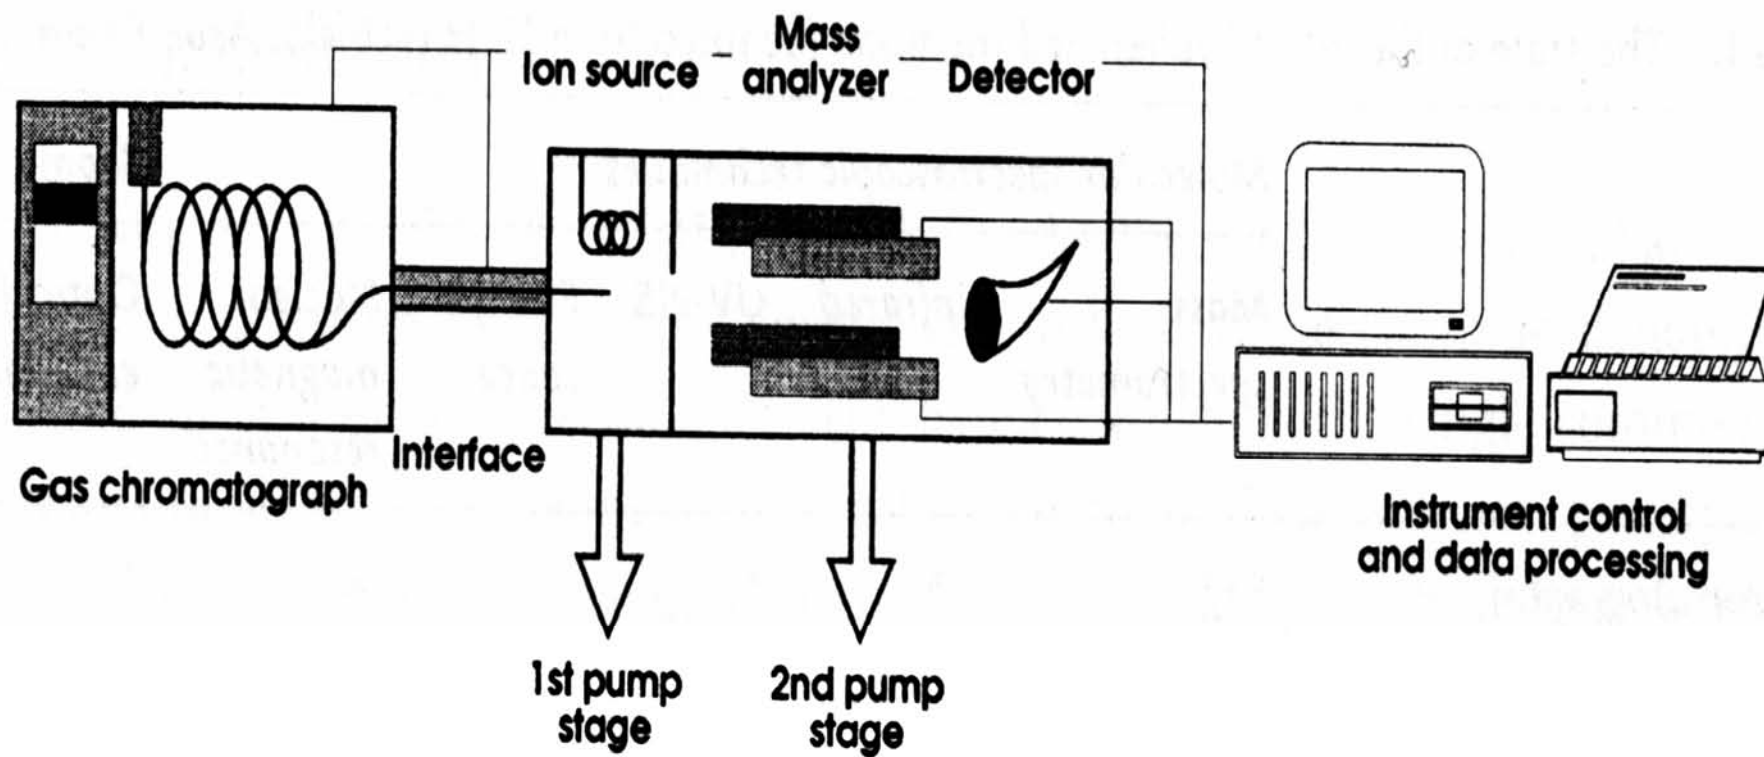 Ion source
Mass
analyzer
Detector
Gas chromatograph
Interface
1st pump
stage
2nd pump
stage
Instrument control
and data processing